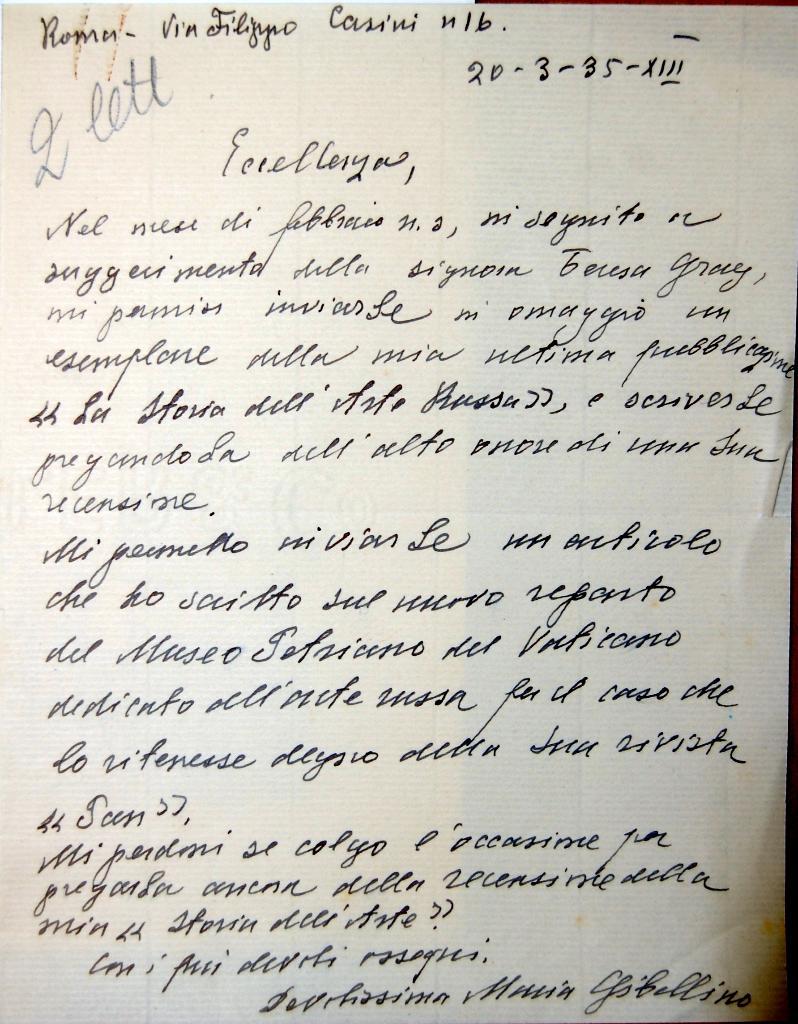 Roma - Via Filippo Casini n 16.
20-3-35-XIII
2 lett
Eccellenza,
Nel mese di febbraio u.s, in seguito a
suggerimento della signora Teresa Gray,
mi permisi inviarLe in omaggio un
esemplare della mia ultima pubblicazione
« La Storia dell'Arte Russa», e scriverLe
pregandoLa dell'alto onore di una Sua
recensione.
Mi permetto inviarLe un articolo
che ho scritto sul nuovo reparto
del Museo Petriano del Vaticano
dedicato all'arte russa per il caso che
lo ritenesse degno della Sua rivista
« Pan».
Mi perdoni se colgo l'occasione per
pregarLa ancora della recensione della
mia « Storia dell'Arte»
Con i più devoti ossequi.
Devotissima Maria Gibellino